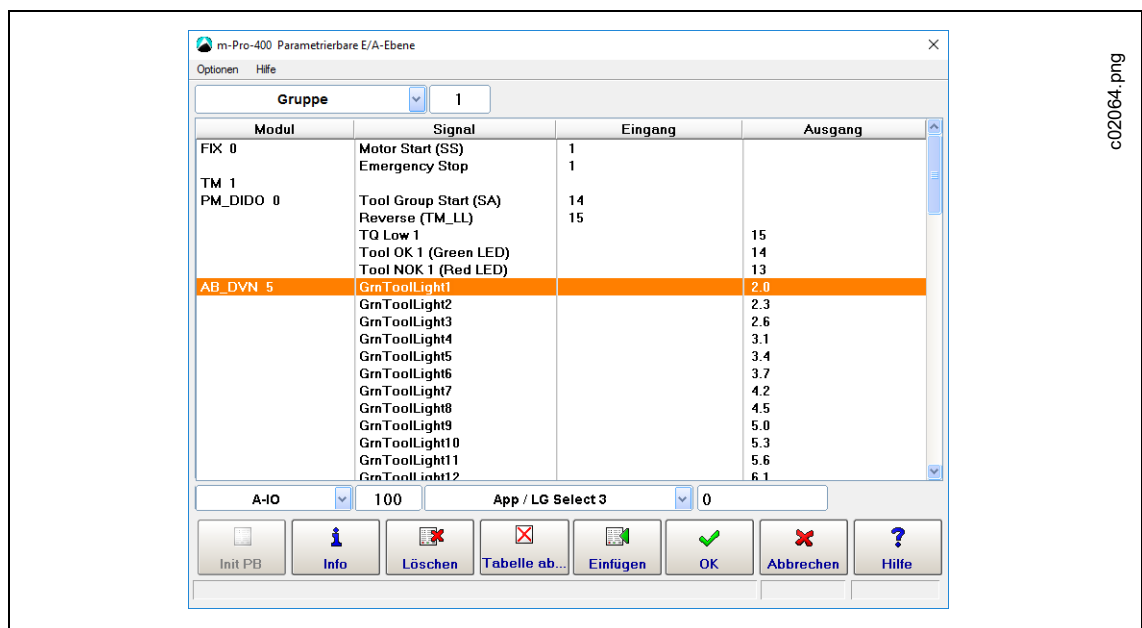 m-Pro-400 Parametrierbare E/A-Ebene
Optionen Hilfe
Gruppe 1
Modul Signal Eingang Ausgang
FIX 0 Motor Start (SS) 1
Emergency Stop 1
TM 1
PM_DIDO 0 Tool Group Start (SA) 14
Reverse (TM_LL) 15
TQ Low 1 15
Tool OK 1 (Green LED) 14
Tool NOK 1 (Red LED) 13
AB_DVN 5 GrnToolLight1 2.0
GrnToolLight2 2.3
GrnToolLight3 2.6
GrnToolLight4 3.1
GrnToolLight5 3.4
GrnToolLight6 3.7
GrnToolLight7 4.2
GrnToolLight8 4.5
GrnToolLight9 5.0
GrnToolLight10 5.3
GrnToolLight11 5.6
GrnToolLight12 6.1
A-IO 100 App / LG Select 3 0
Init PB Info Löschen Tabelle ab... Einfügen OK Abbrechen Hilfe
c02064.png